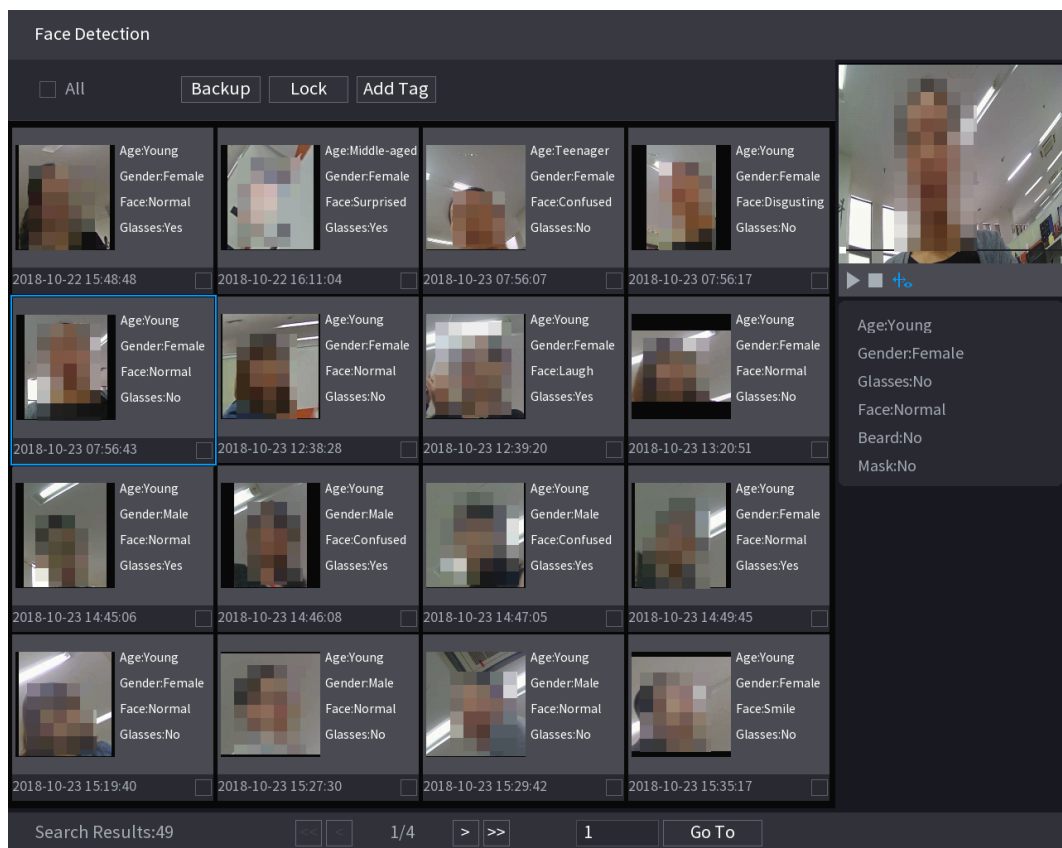 Face Detection
All
Backup
Lock
Add Tag
Age:Young
Gender:Female
Face:Normal
Glasses:Yes
2018-10-22 15:48:48
Age:Middle-aged
Gender:Female
Face:Surprised
Glasses:Yes
2018-10-22 16:11:04
Age:Teenager
Gender:Female
Face:Confused
Glasses:No
2018-10-23 07:56:07
Age:Young
Gender:Female
Face:Disgusting
Glasses:No
2018-10-23 07:56:17
Age:Young
Gender:Female
Face:Normal
Glasses:No
2018-10-23 07:56:43
Age:Young
Gender:Female
Face:Normal
Glasses:No
2018-10-23 12:38:28
Age:Young
Gender:Female
Face:Laugh
Glasses:Yes
2018-10-23 12:39:20
Age:Young
Gender:Female
Face:Normal
Glasses:No
2018-10-23 13:20:51
Age:Young
Gender:Male
Face:Normal
Glasses:Yes
2018-10-23 14:45:06
Age:Young
Gender:Male
Face:Confused
Glasses:Yes
2018-10-23 14:46:08
Age:Young
Gender:Male
Face:Confused
Glasses:Yes
2018-10-23 14:47:05
Age:Young
Gender:Female
Face:Normal
Glasses:Yes
2018-10-23 14:49:45
Age:Young
Gender:Female
Face:Normal
Glasses:No
2018-10-23 15:19:40
Age:Young
Gender:Male
Face:Normal
Glasses:No
2018-10-23 15:27:30
Age:Young
Gender:Male
Face:Normal
Glasses:No
2018-10-23 15:29:42
Age:Young
Gender:Female
Face:Smile
Glasses:No
2018-10-23 15:35:17
Age:Young
Gender:Female
Glasses:No
Face:Normal
Beard:No
Mask:No
Search Results:49
<< < 1/4 > >> 1 Go To